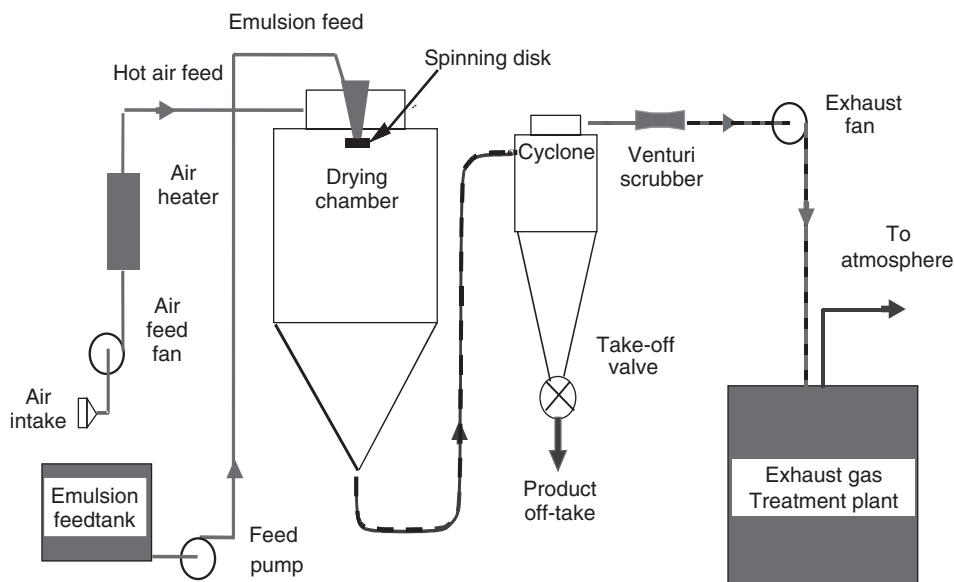 Emulsion feed
Spinning disk
Hot air feed
Exhaust
fan
Cyclone
Venturi
scrubber
Air
heater
Drying
chamber
To
atmosphere
Air
feed
fan
Take-off
valve
Air
intake
Emulsion
feedtank
Product
off-take
Exhaust gas
Treatment plant
Feed
pump